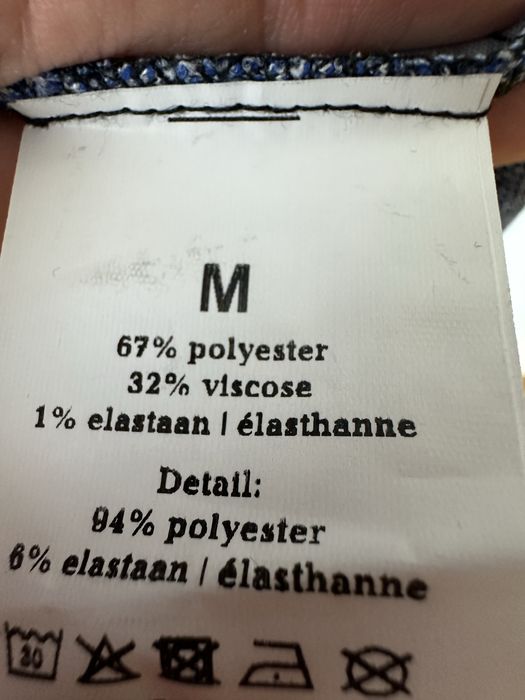 M
67% polyester
32% viscose
1% elastaan | élasthanne
Detail:
94% polyester
6% elastaan | élasthanne
30